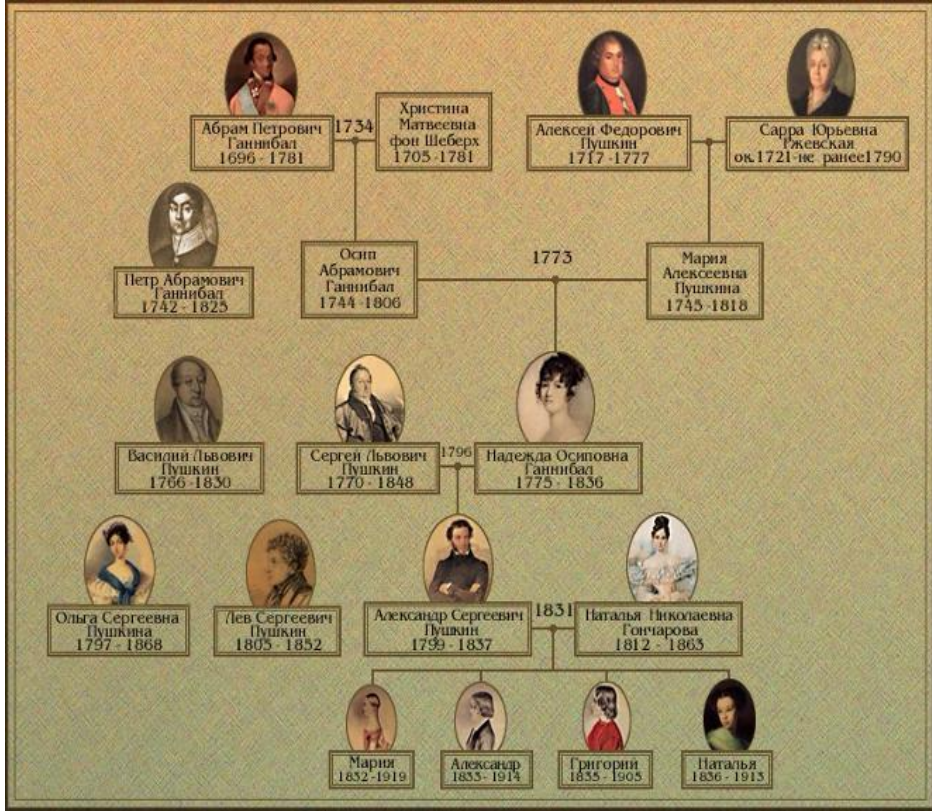 Абрам Петрович
Ганнибал
1696 - 1781
1734
Христина
Матвеевна
фон Шеберх
1705 -1781
Алексей Федорович
Пушкин
1717 -1777
Сарра Юрьевна
Ржевская
ок.1721-не ранее1790
Петр Абрамович
Ганнибал
1742 - 1825
Осип
Абрамович
Ганнибал
1744 -1806
1773
Мария
Алексеевна
Пушкина
1745 -1818
Василий Львович
Пушкин
1766 -1830
Сергей Львович
Пушкин
1770 - 1848
1796
Надежда Осиповна
Ганнибал
1775 - 1836
Ольга Сергеевна
Пушкина
1797 - 1868
Лев Сергеевич
Пушкин
1805 - 1852
Александр Сергеевич
Пушкин
1799 - 1837
1831
Наталья Николаевна
Гончарова
1812 - 1863
Мария
1832 -1919
Александр
1833 - 1914
Григорий
1835 - 1905
Наталья
1836 - 1913